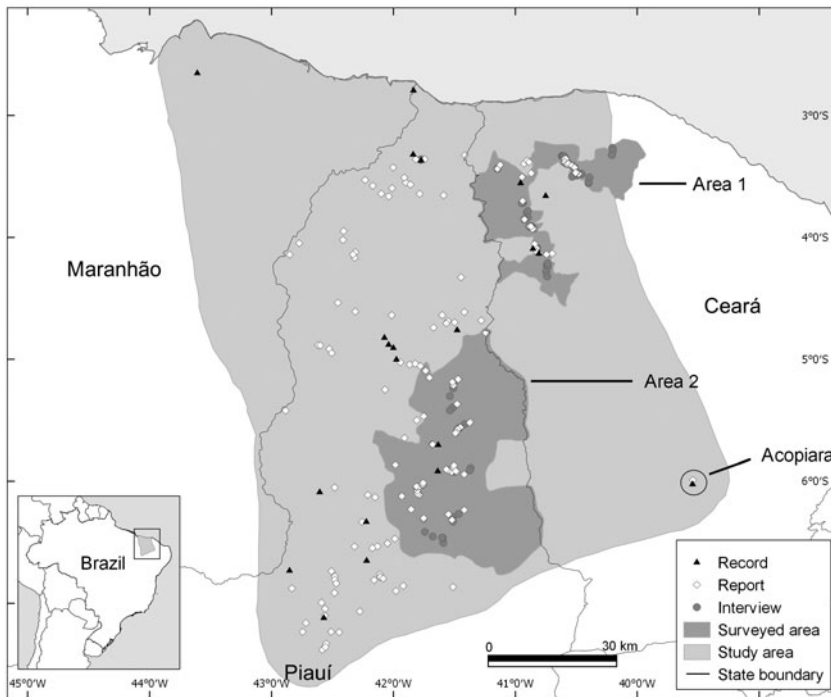 3°0'S
Area 1
4°0'S
Maranhão
Ceará
5°0'S
Area 2
Acopiara
6°0'S
Brazil
Record
Report
Interview
Surveyed area
Study area
State boundary
0 30 km
Piauí
45°0'W 44°0'W 43°0'W 42°0'W 41°0'W 40°0'W